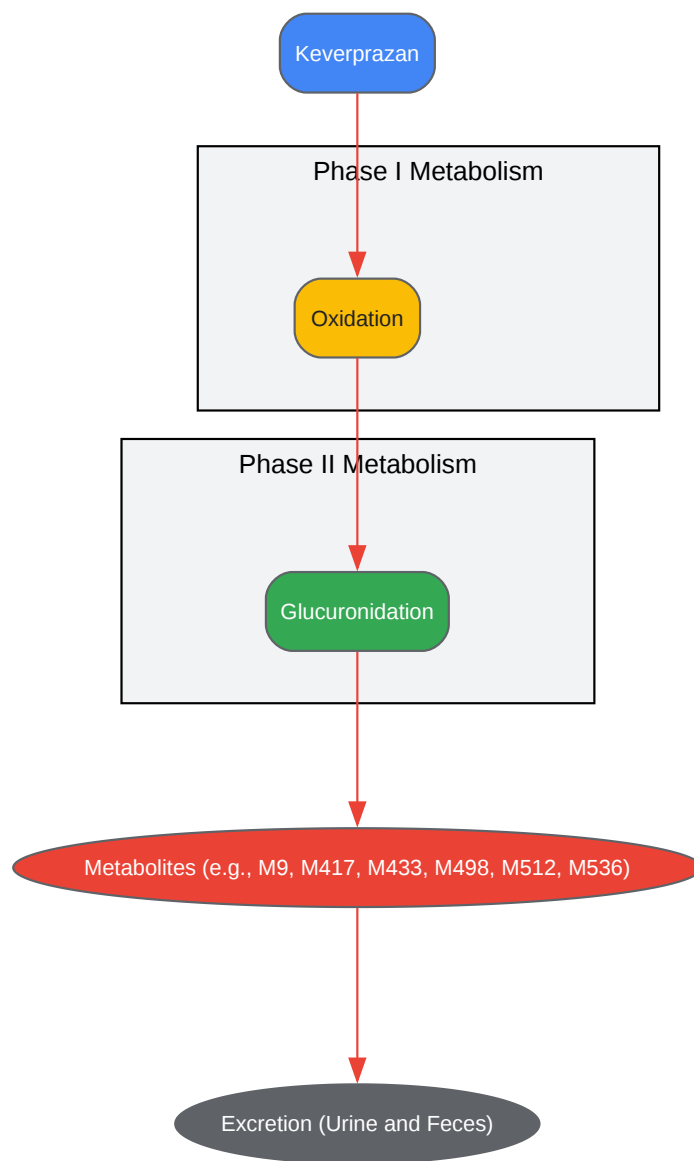 Keverprazan
Phase I Metabolism
Oxidation
Phase II Metabolism
Glucuronidation
Metabolites (e.g., M9, M417, M433, M498, M512, M536)
Excretion (Urine and Feces)